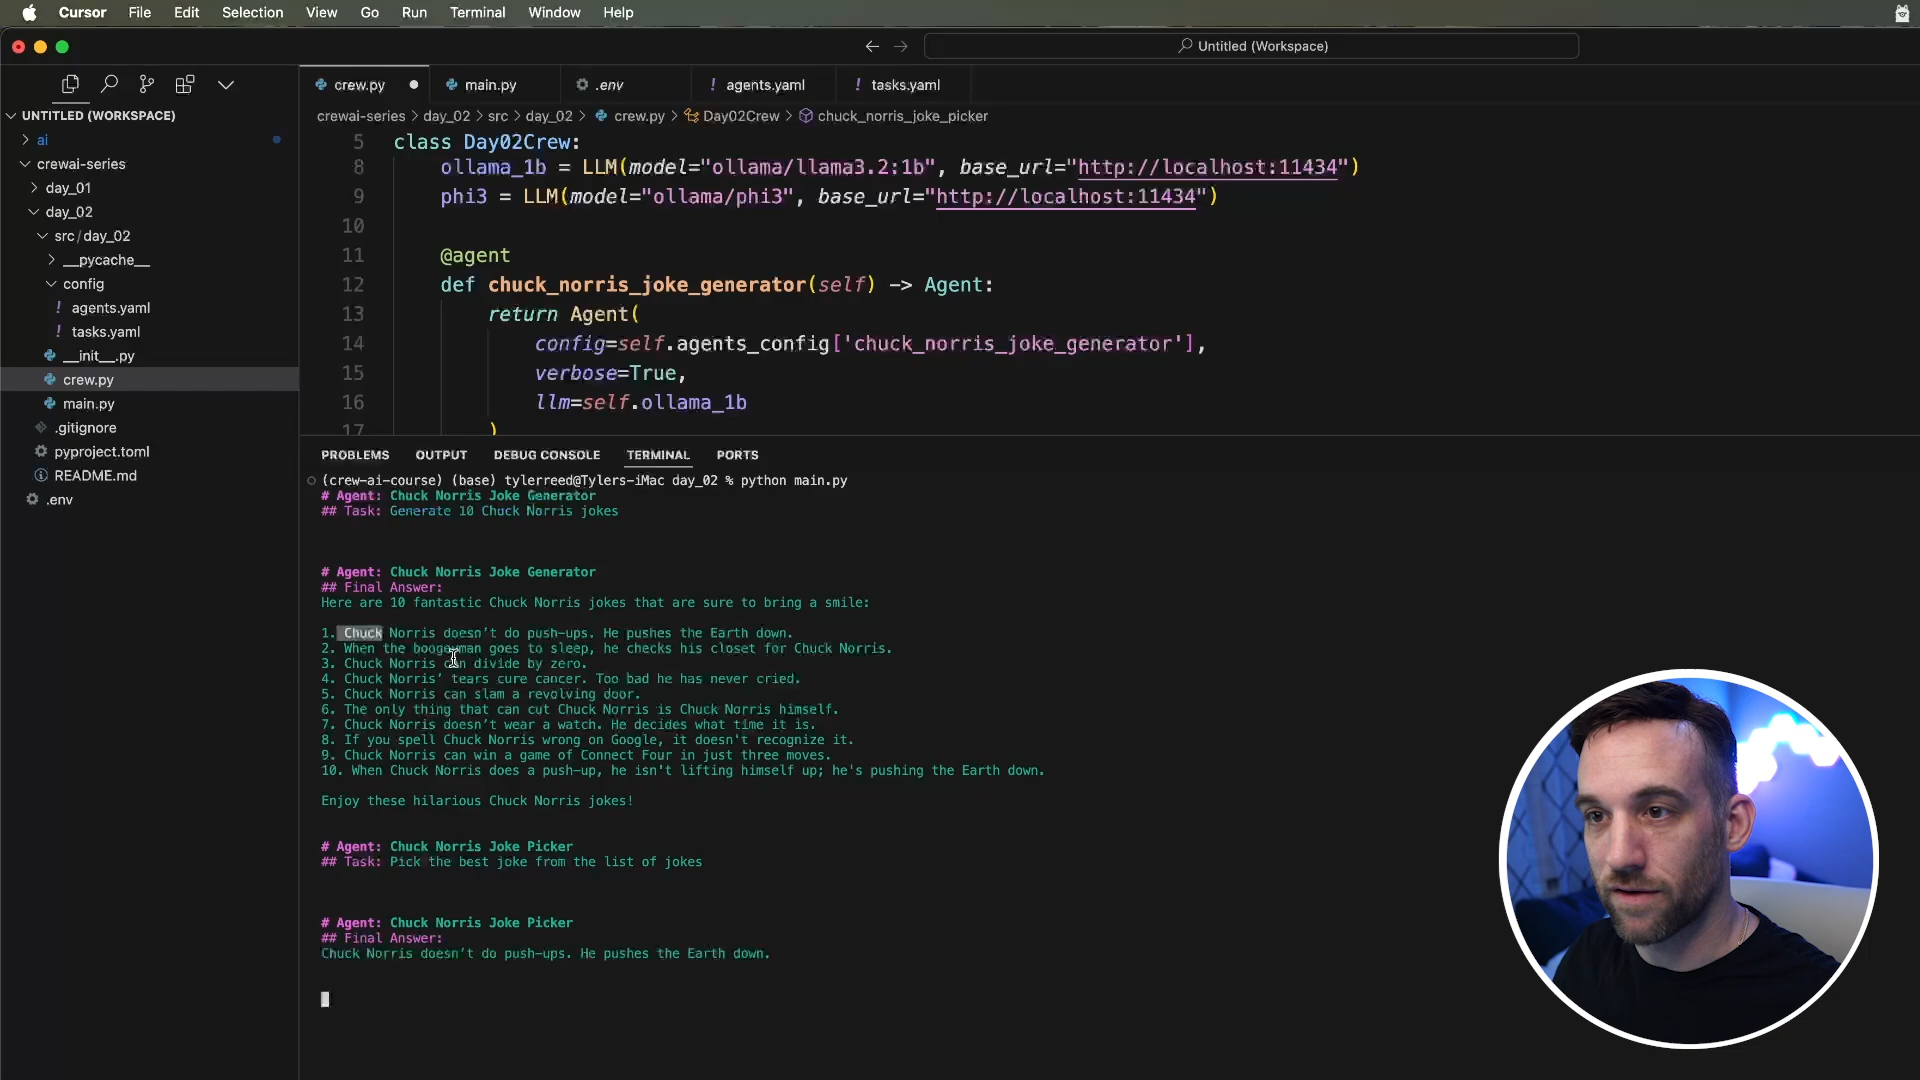 Cursor File Edit Selection View Go Run Terminal Window Help
Untitled (Workspace)
crew.py main.py .env ! agents.yaml ! tasks.yaml
UNTITLED (WORKSPACE)
ai
crewai-series
day_01
day_02
src/day_02
__pycache__
config
! agents.yaml
! tasks.yaml
__init__.py
crew.py
main.py
.gitignore
pyproject.toml
README.md
.env
crewai-series > day_02 > src > day_02 > crew.py > Day02Crew > chuck_norris_joke_picker
5 class Day02Crew:
8 ollama_1b = LLM(model="ollama/llama3.2:1b", base_url="http://localhost:11434")
9 phi3 = LLM(model="ollama/phi3", base_url="http://localhost:11434")
10
11 @agent
12 def chuck_norris_joke_generator(self) -> Agent:
13 return Agent(
14 config=self.agents_config['chuck_norris_joke_generator'],
15 verbose=True,
16 llm=self.ollama_1b
17 )
PROBLEMS OUTPUT DEBUG CONSOLE TERMINAL PORTS
(crew-ai-course) (base) tylerreed@Tylers-iMac day_02 % python main.py
# Agent: Chuck Norris Joke Generator
## Task: Generate 10 Chuck Norris jokes
# Agent: Chuck Norris Joke Generator
## Final Answer:
Here are 10 fantastic Chuck Norris jokes that are sure to bring a smile:
1. Chuck Norris doesn't do push-ups. He pushes the Earth down.
2. When the boogeyman goes to sleep, he checks his closet for Chuck Norris.
3. Chuck Norris can divide by zero.
4. Chuck Norris' tears cure cancer. Too bad he has never cried.
5. Chuck Norris can slam a revolving door.
6. The only thing that can cut Chuck Norris is Chuck Norris himself.
7. Chuck Norris doesn't wear a watch. He decides what time it is.
8. If you spell Chuck Norris wrong on Google, it doesn't recognize it.
9. Chuck Norris can win a game of Connect Four in just three moves.
10. When Chuck Norris does a push-up, he isn't lifting himself up; he's pushing the Earth down.
Enjoy these hilarious Chuck Norris jokes!
# Agent: Chuck Norris Joke Picker
## Task: Pick the best joke from the list of jokes
# Agent: Chuck Norris Joke Picker
## Final Answer:
Chuck Norris doesn't do push-ups. He pushes the Earth down.